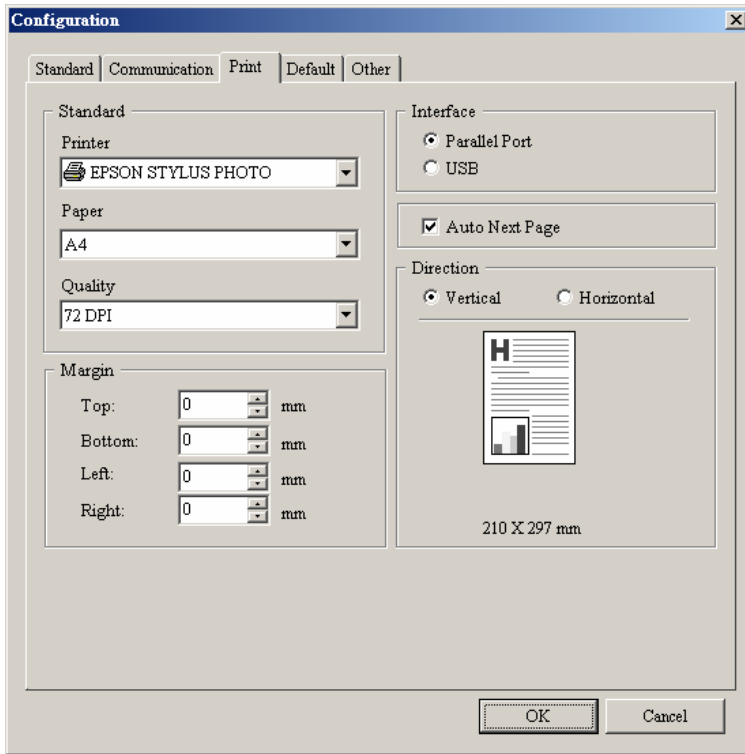 Configuration
Standard Communication Print Default Other
Standard
Printer
EPSON STYLUS PHOTO
Paper
A4
Quality
72 DPI
Margin
Top: 0 mm
Bottom: 0 mm
Left: 0 mm
Right: 0 mm
Interface
Parallel Port
USB
Auto Next Page
Direction
Vertical Horizontal
H
210 X 297 mm
OK Cancel